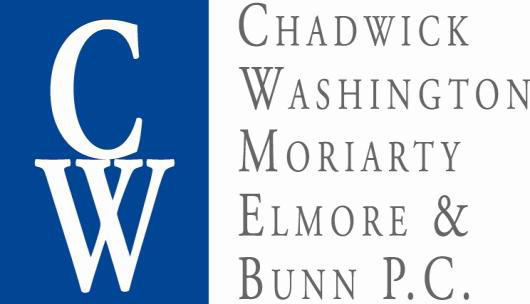 C
W
Chadwick
Washington
Moriarty
Elmore &
Bunn P.C.